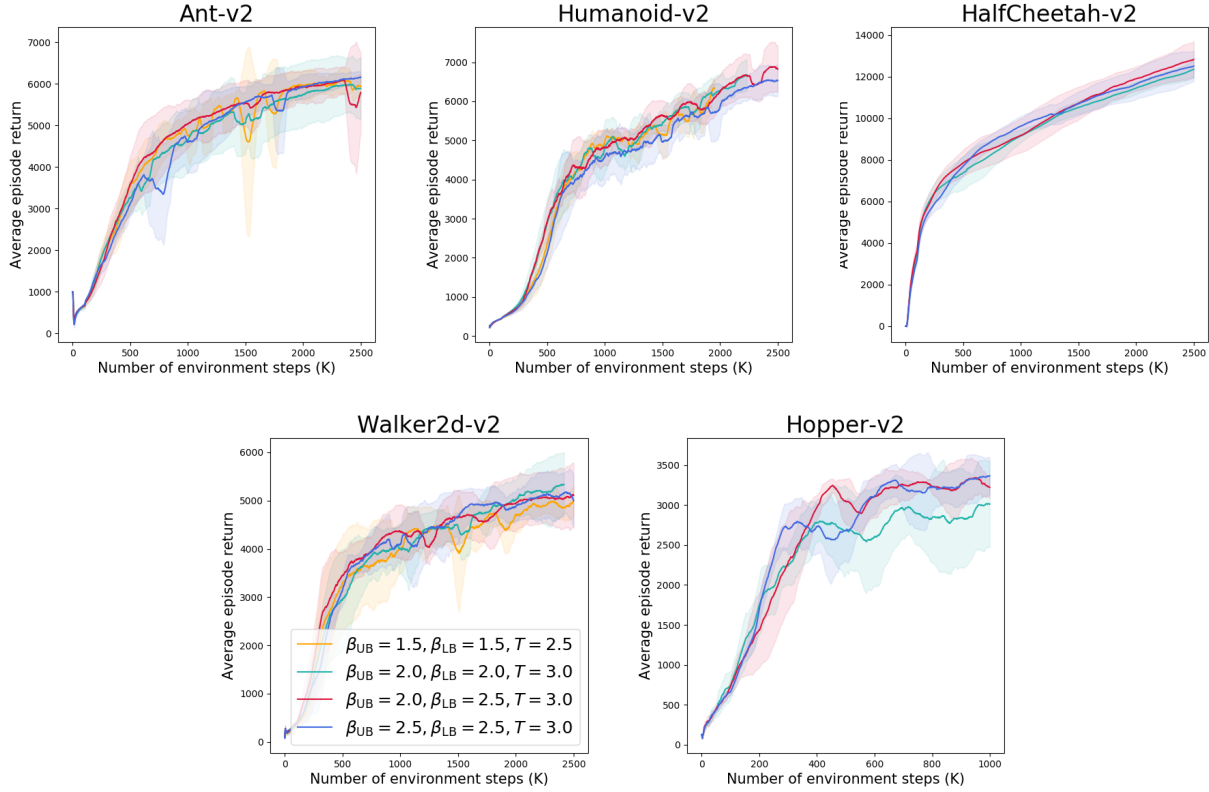 Ant-v2
Humanoid-v2
HalfCheetah-v2
7000
6000
5000
4000
3000
2000
1000
0
Average episode return
0 500 1000 1500 2000 2500
Number of environment steps (K)
7000
6000
5000
4000
3000
2000
1000
0
Average episode return
0 500 1000 1500 2000 2500
Number of environment steps (K)
14000
12000
10000
8000
6000
4000
2000
0
Average episode return
0 500 1000 1500 2000 2500
Number of environment steps (K)
Walker2d-v2
Hopper-v2
6000
5000
4000
3000
2000
1000
0
Average episode return
β_UB = 1.5, β_LB = 1.5, T = 2.5
β_UB = 2.0, β_LB = 2.0, T = 3.0
β_UB = 2.0, β_LB = 2.5, T = 3.0
β_UB = 2.5, β_LB = 2.5, T = 3.0
0 500 1000 1500 2000 2500
Number of environment steps (K)
3500
3000
2500
2000
1500
1000
500
0
Average episode return
0 200 400 600 800 1000
Number of environment steps (K)